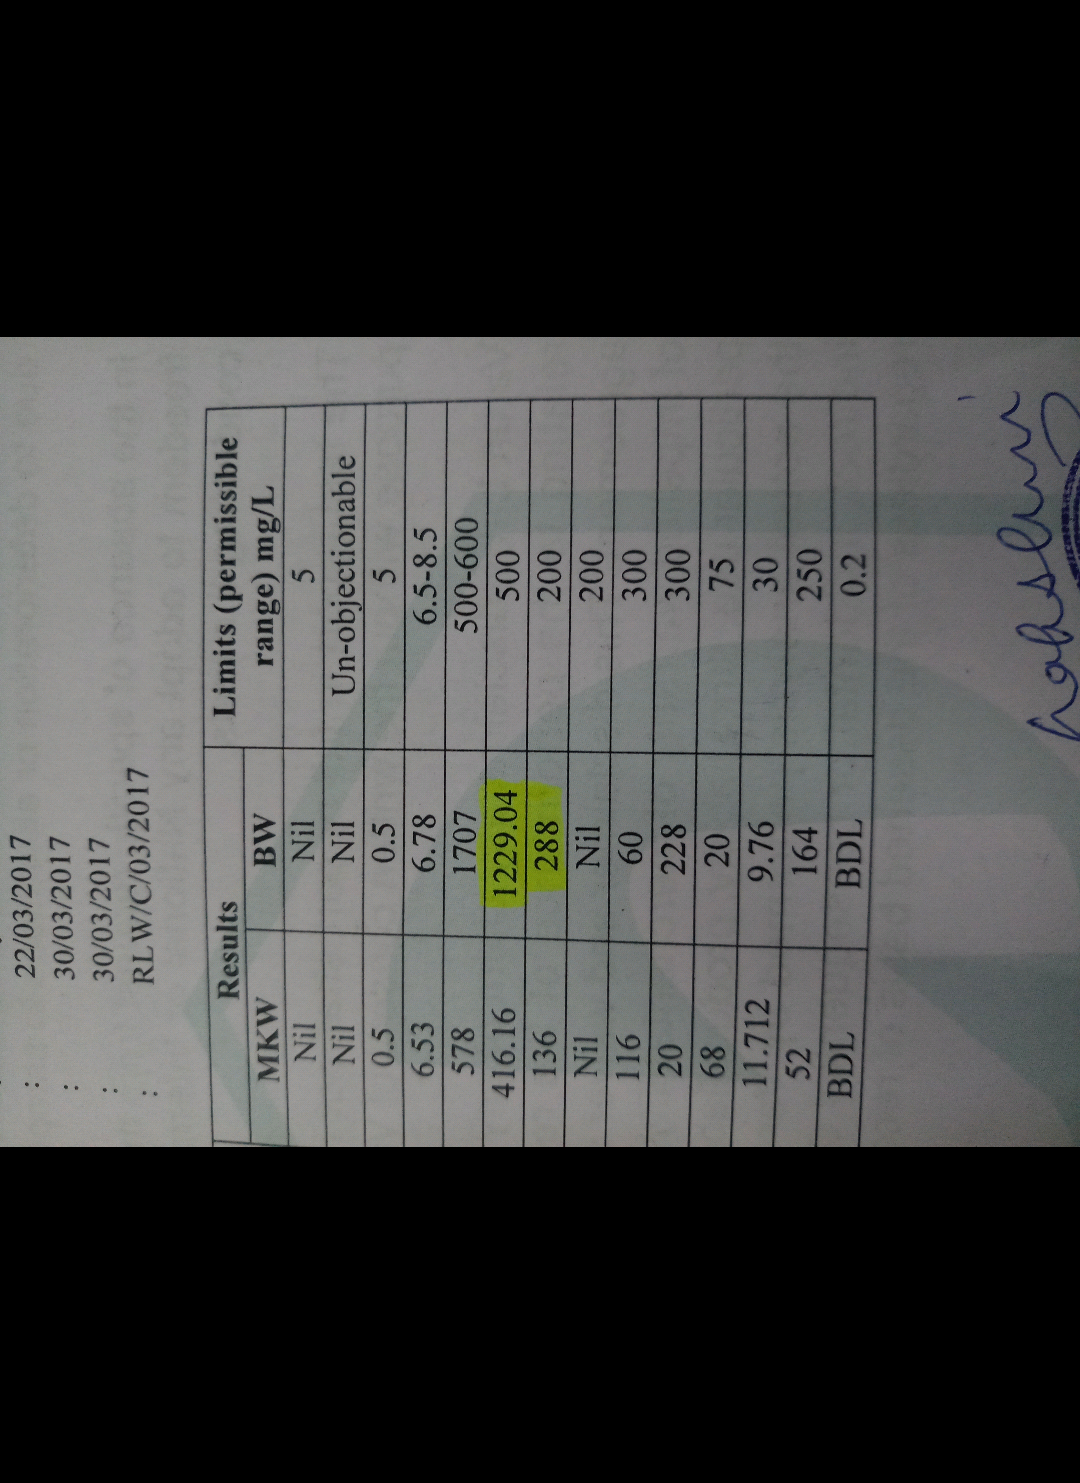 : 22/03/2017
: 30/03/2017
: 30/03/2017
: RLW/C/03/2017
Results Limits (permissible
MKW BW range) mg/L
Nil Nil 5
Nil Nil Un-objectionable
0.5 0.5 5
6.53 6.78 6.5-8.5
578 1707 500-600
416.16 1229.04 500
136 288 200
Nil Nil 200
116 60 300
20 228 300
68 20 75
11.712 9.76 30
52 164 250
BDL BDL 0.2